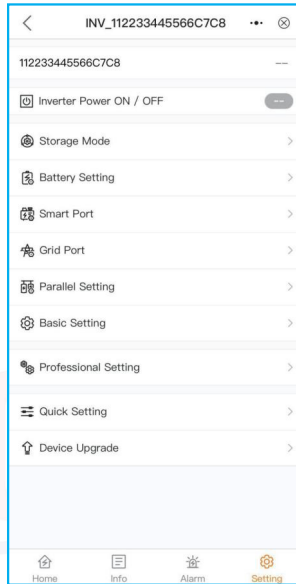 INV_112233445566C7C8
112233445566C7C8 --
Inverter Power ON / OFF --
Storage Mode
Battery Setting
Smart Port
Grid Port
Parallel Setting
Basic Setting
Professional Setting
Quick Setting
Device Upgrade
Home Info Alarm Setting